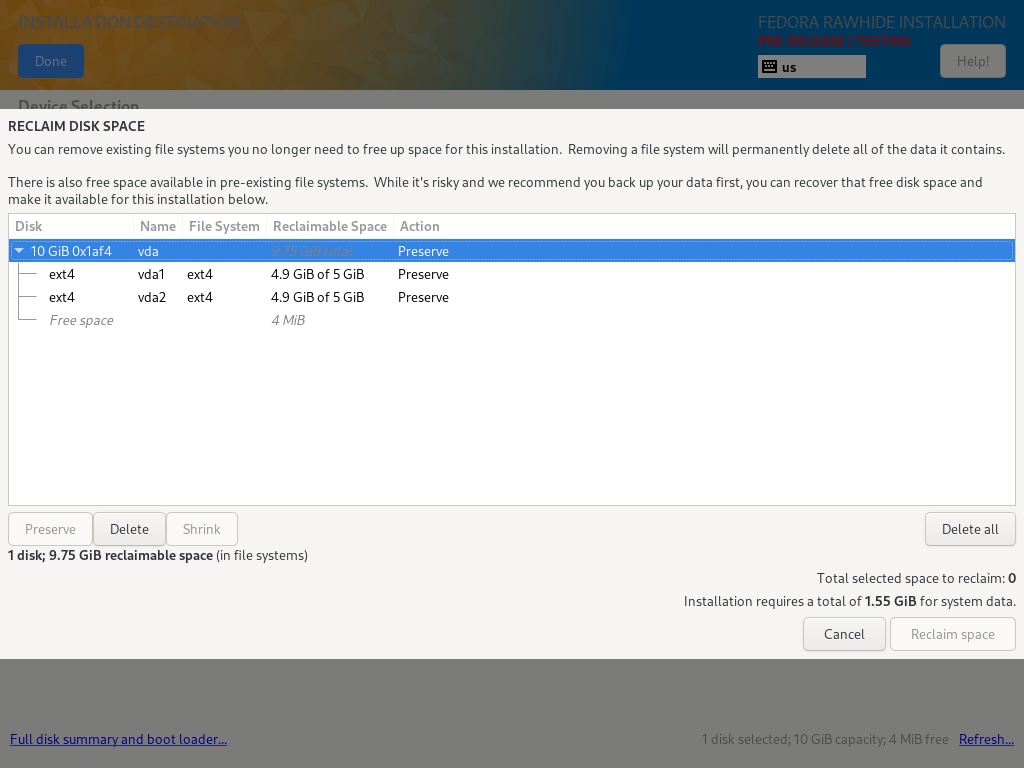 INSTALLATION DESTINATION
FEDORA RAWHIDE INSTALLATION
PRE-RELEASE / TESTING
Done
us
Help!
Device Selection
RECLAIM DISK SPACE
You can remove existing file systems you no longer need to free up space for this installation. Removing a file system will permanently delete all of the data it contains.
There is also free space available in pre-existing file systems. While it's risky and we recommend you back up your data first, you can recover that free disk space and
make it available for this installation below.
Disk Name File System Reclaimable Space Action
10 GiB 0x1af4 vda 9.75 GiB total Preserve
ext4 vda1 ext4 4.9 GiB of 5 GiB Preserve
ext4 vda2 ext4 4.9 GiB of 5 GiB Preserve
Free space 4 MiB
Preserve Delete Shrink Delete all
1 disk; 9.75 GiB reclaimable space (in file systems)
Total selected space to reclaim: 0
Installation requires a total of 1.55 GiB for system data.
Cancel Reclaim space
Full disk summary and boot loader... 1 disk selected; 10 GiB capacity; 4 MiB free Refresh...